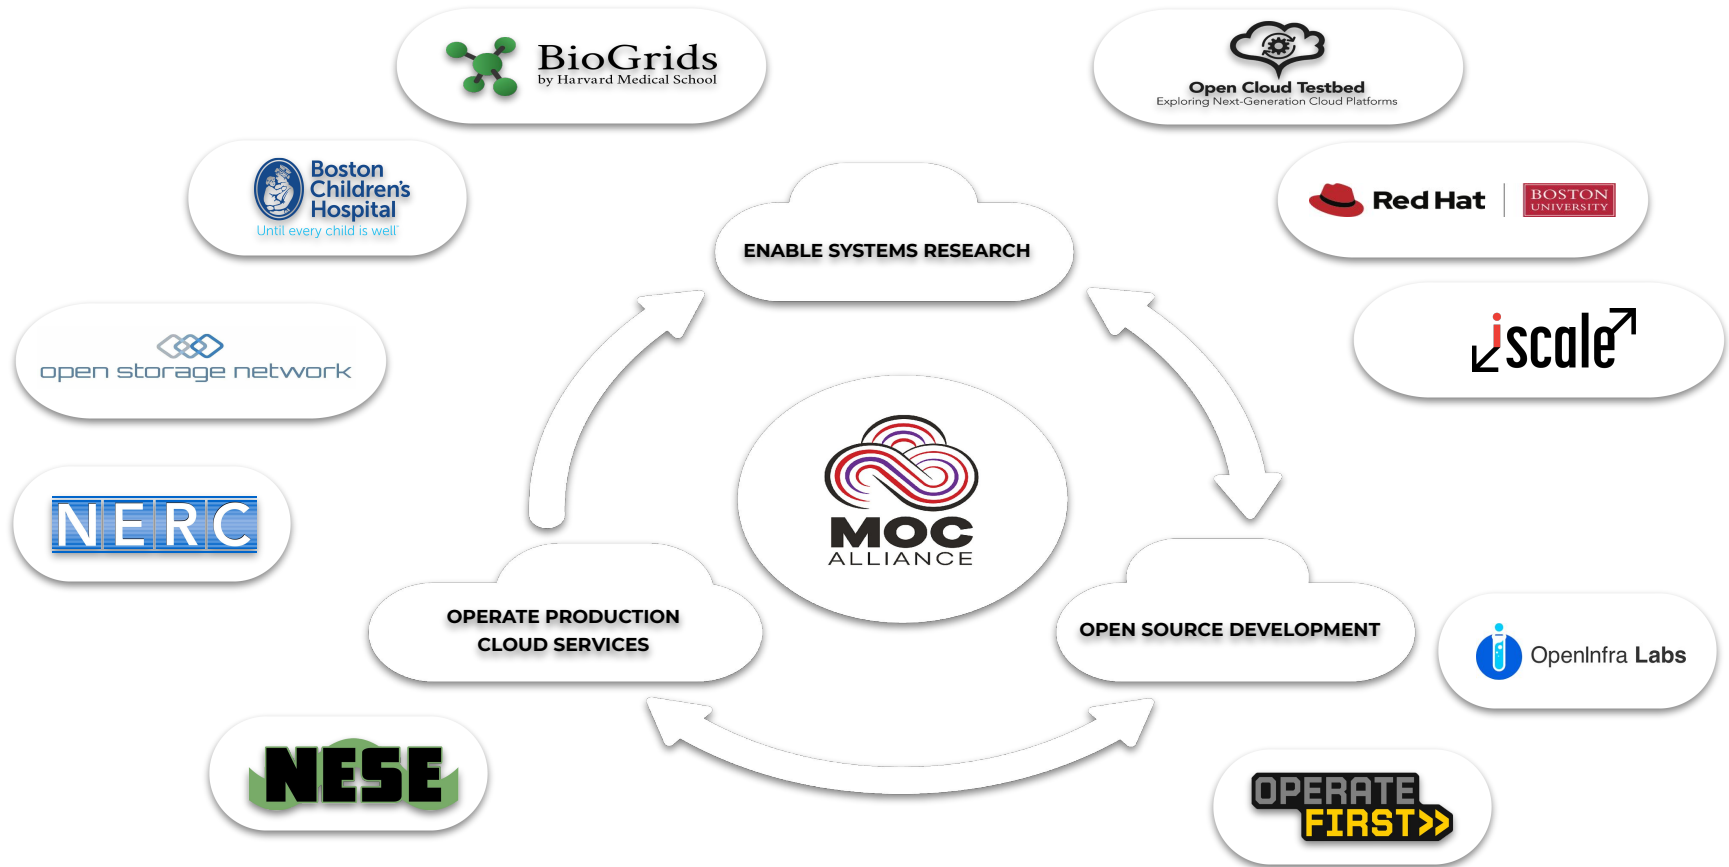 BioGrids
by Harvard Medical School
Open Cloud Testbed
Exploring Next-Generation Cloud Platforms
Boston
Children's
Hospital
Until every child is well™
Red Hat
BOSTON
UNIVERSITY
ENABLE SYSTEMS RESEARCH
open storage network
iscale
MOC
ALLIANCE
NERC
OPERATE PRODUCTION
CLOUD SERVICES
OPEN SOURCE DEVELOPMENT
OpenInfra Labs
NESE
OPERATE
FIRST>>